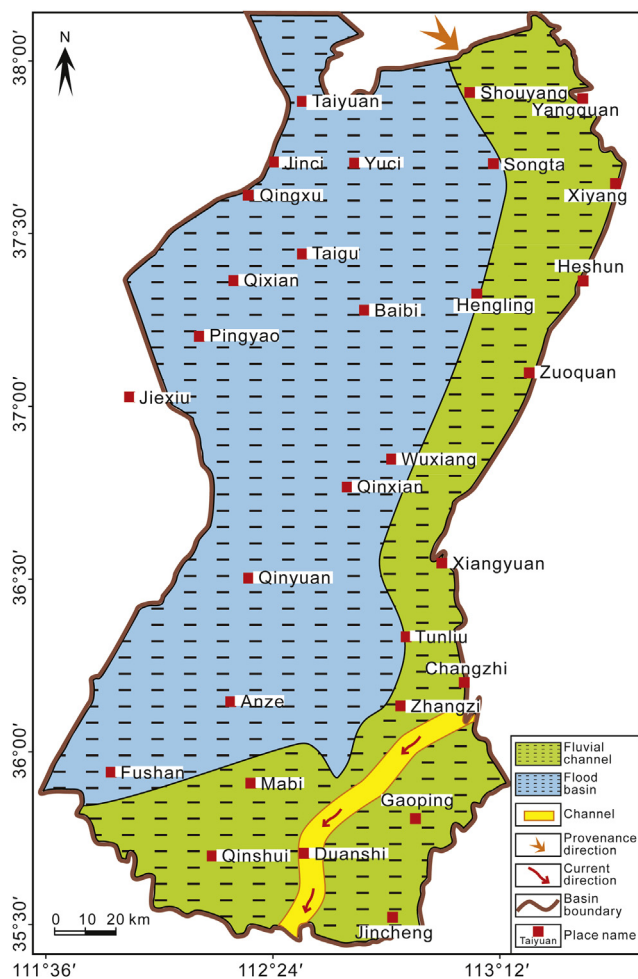 N
38°00'
37°30'
37°00'
36°30'
36°00'
35°30'
111°36'
112°24'
113°12'
Taiyuan
Shouyang
Yangquan
Jinci
Yuci
Songta
Xiyang
Qingxu
Taigu
Heshun
Qixian
Hengling
Baibi
Pingyao
Zuoquan
Jiexiu
Wuxiang
Qinxian
Xiangyuan
Qinyuan
Tunliu
Changzhi
Anze
Zhangzi
Fushan
Mabi
Gaoping
Qinshui
Duanshi
Jincheng
0 10 20 km
Fluvial
channel
Flood
basin
Channel
Provenance
direction
Current
direction
Basin
boundary
Taiyuan
Place name